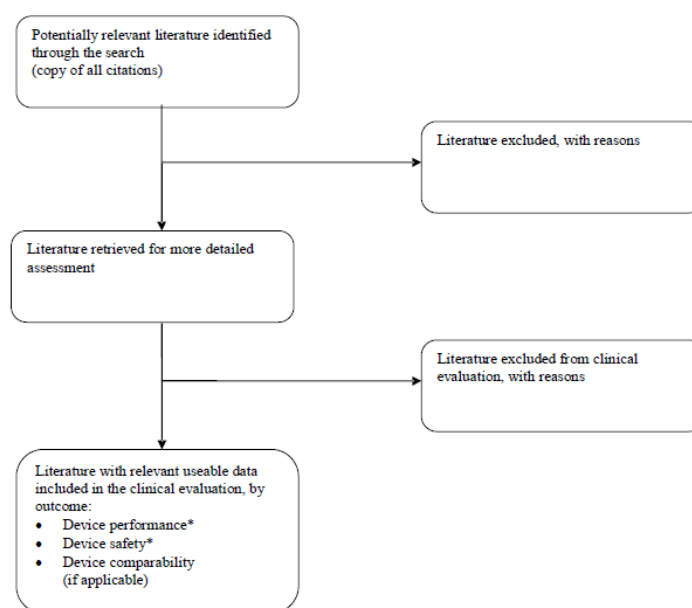 Potentially relevant literature identified
through the search
(copy of all citations)
Literature excluded, with reasons
Literature retrieved for more detailed
assessment
Literature excluded from clinical
evaluation, with reasons
Literature with relevant useable data
included in the clinical evaluation, by
outcome:
• Device performance*
• Device safety*
• Device comparability
(if applicable)